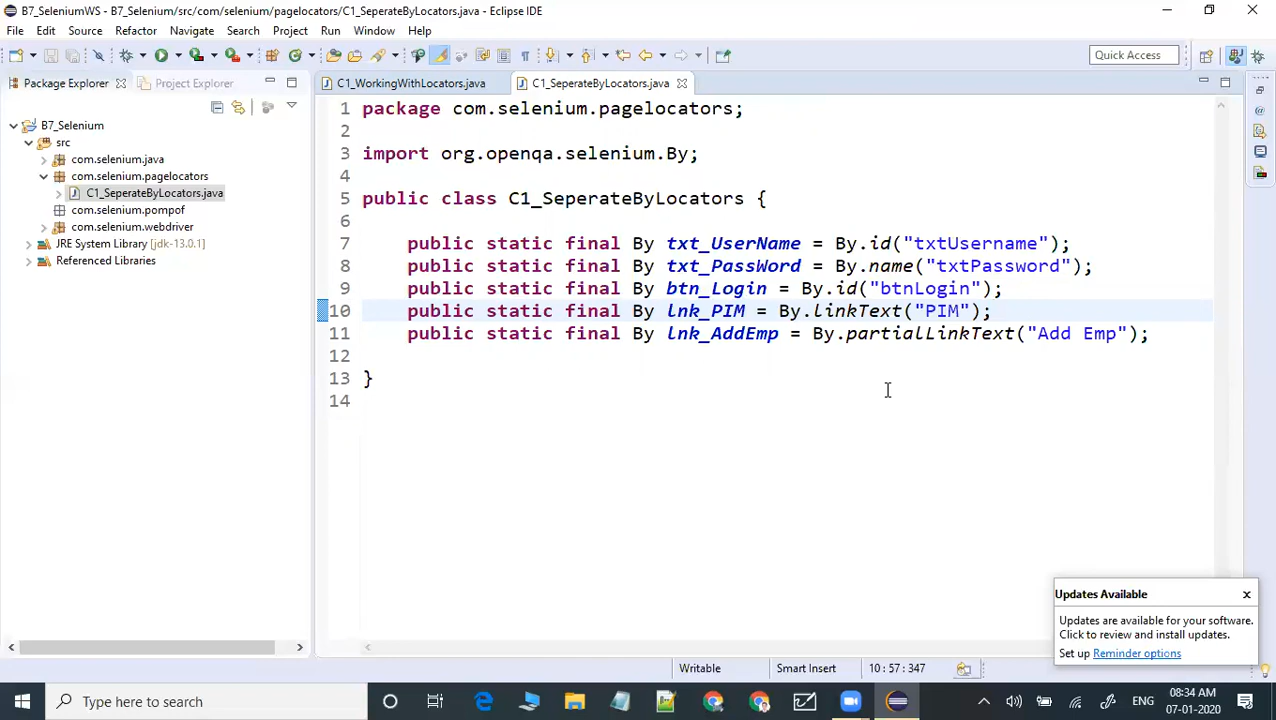 B7_SeleniumWS - B7_Selenium/src/com/selenium/pagelocators/C1_SeperateByLocators.java - Eclipse IDE
File Edit Source Refactor Navigate Search Project Run Window Help
Quick Access
Package Explorer Project Explorer
C1_WorkingWithLocators.java C1_SeperateByLocators.java
B7_Selenium
src
com.selenium.java
com.selenium.pagelocators
C1_SeperateByLocators.java
com.selenium.pompof
com.selenium.webdriver
JRE System Library [jdk-13.0.1]
Referenced Libraries
1 package com.selenium.pagelocators;
2
3 import org.openqa.selenium.By;
4
5 public class C1_SeperateByLocators {
6
7 public static final By txt_UserName = By.id("txtUsername");
8 public static final By txt_PassWord = By.name("txtPassword");
9 public static final By btn_Login = By.id("btnLogin");
10 public static final By lnk_PIM = By.linkText("PIM");
11 public static final By lnk_AddEmp = By.partialLinkText("Add Emp");
12
13 }
14
Updates Available
Updates are available for your software.
Click to review and install updates.
Set up Reminder options
Writable Smart Insert 10 : 57 : 347
Type here to search
ENG
08:34 AM
07-01-2020